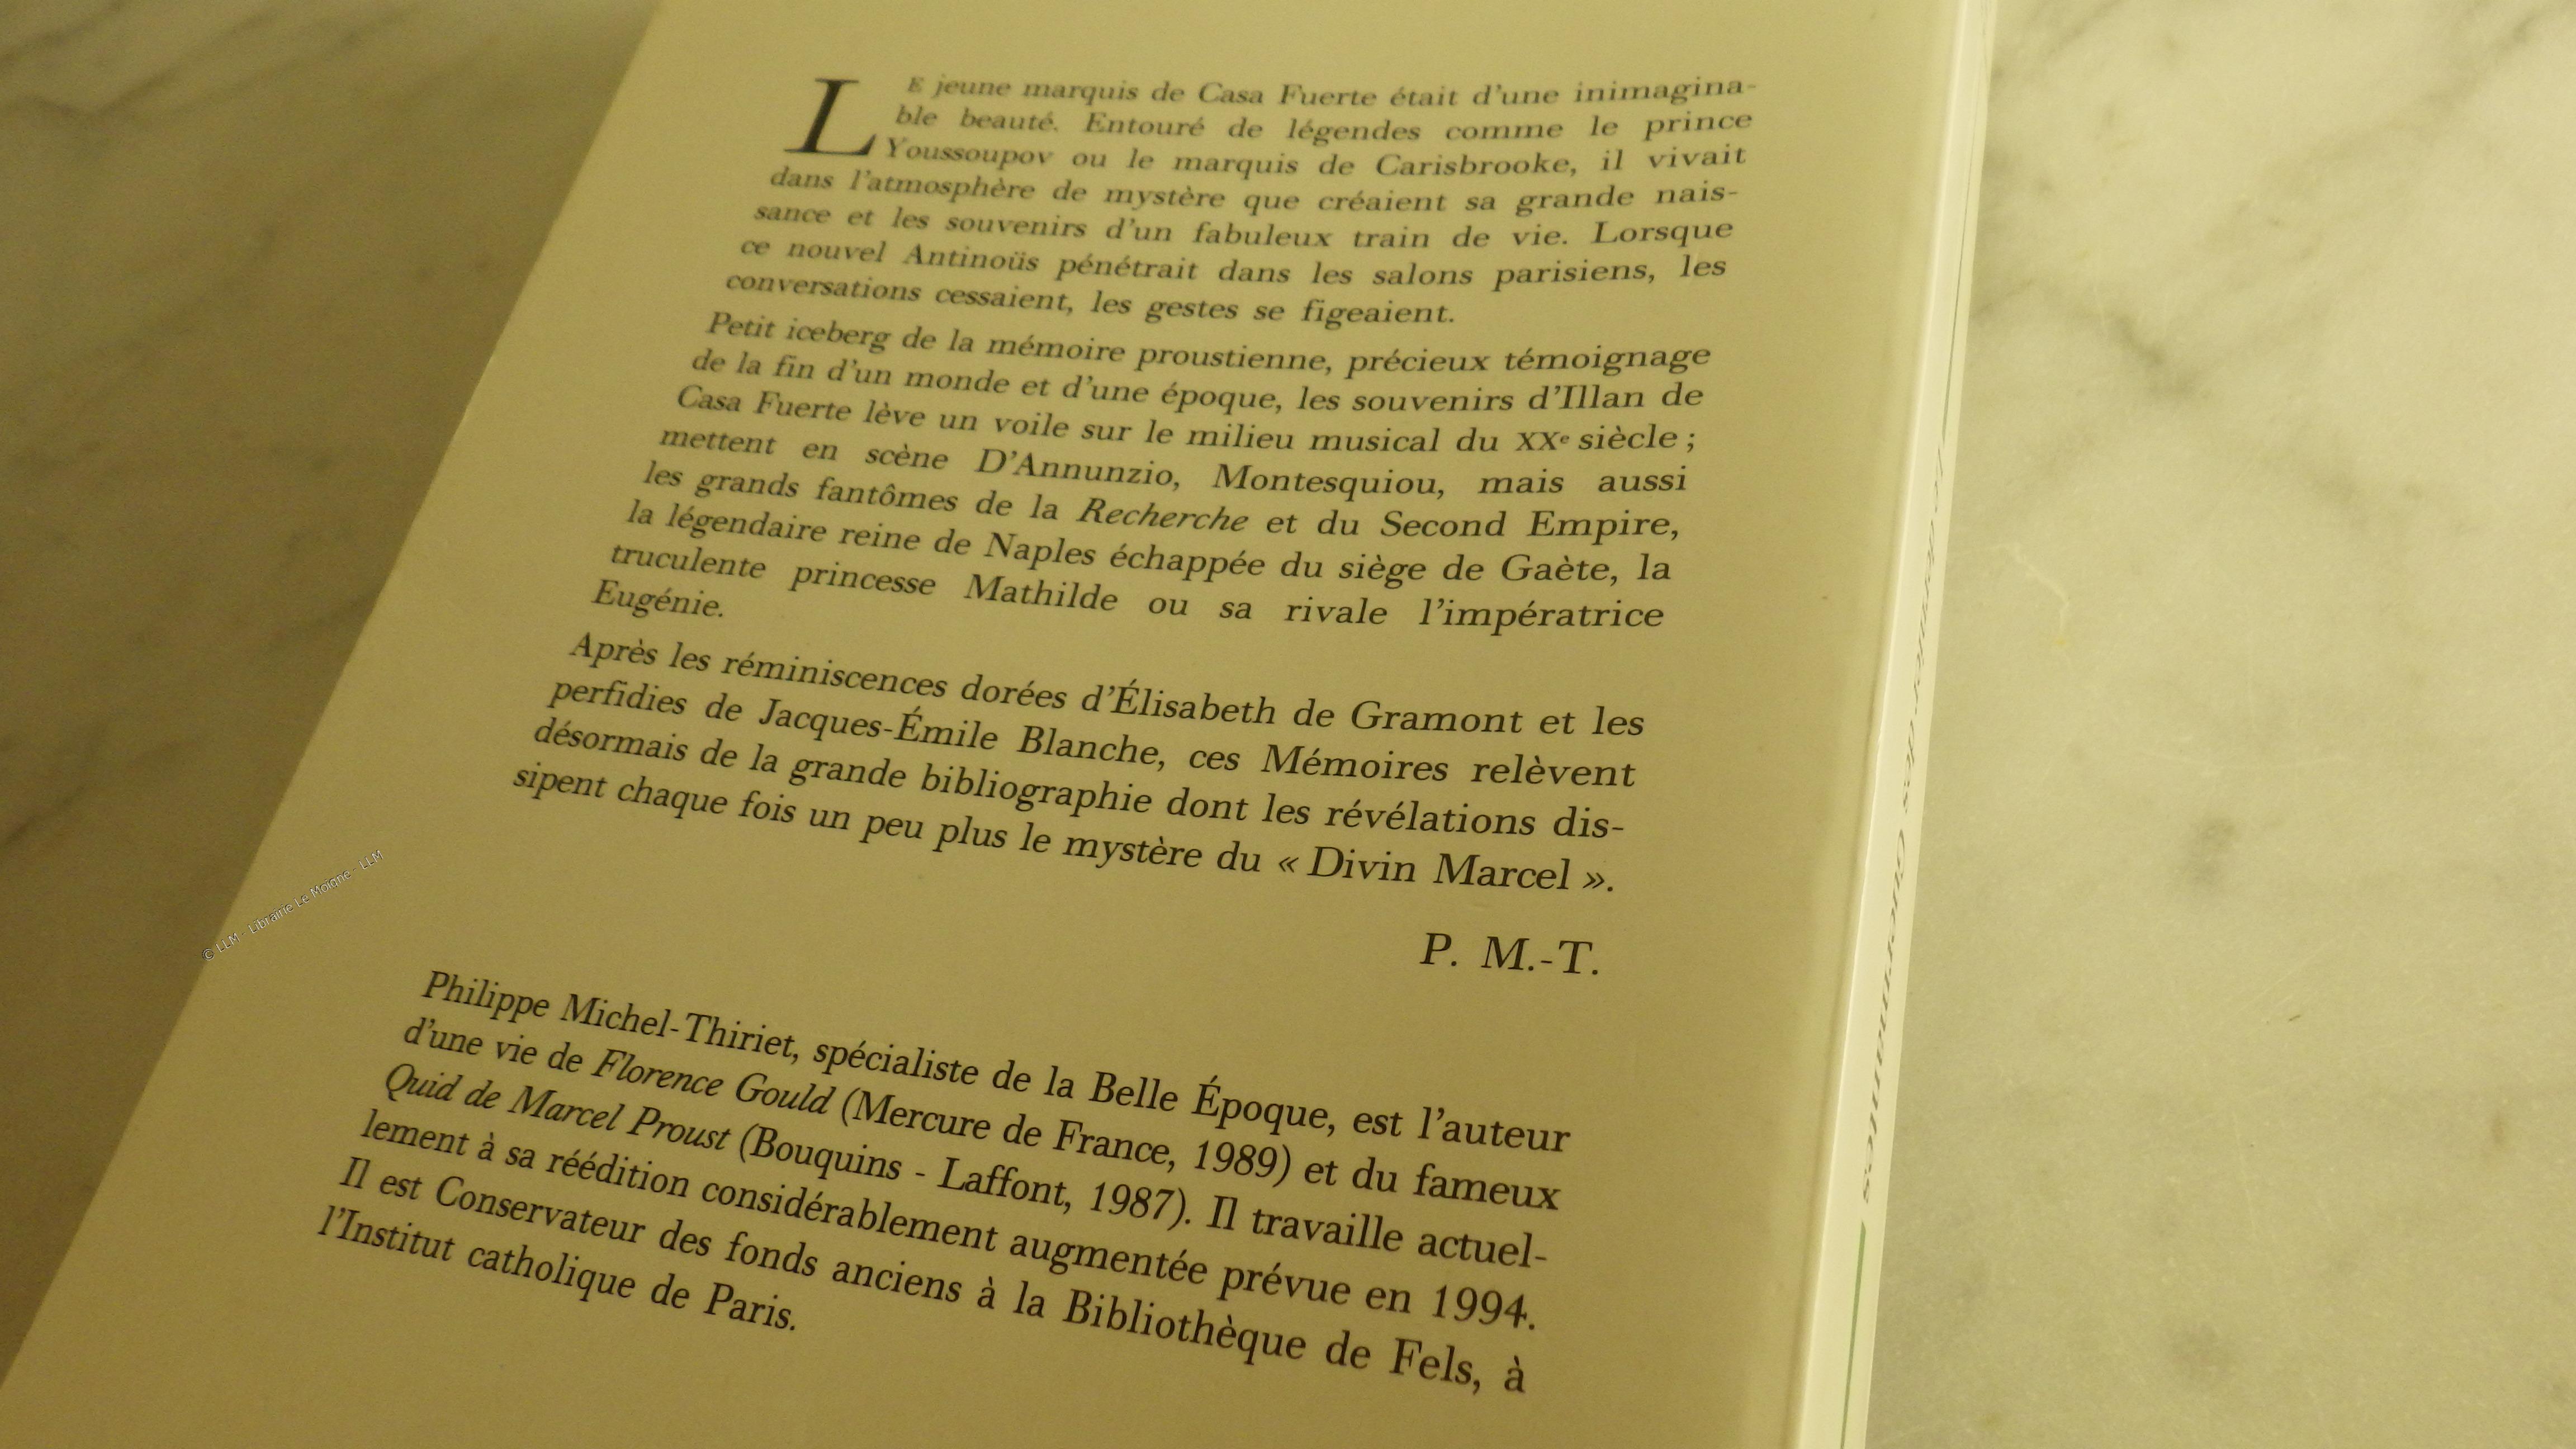 LE jeune marquis de Casa Fuerte était d'une inimagina-
ble beauté. Entouré de légendes comme le prince
Youssoupov ou le marquis de Carisbrooke, il vivait
dans l'atmosphère de mystère que créaient sa grande nais-
sance et les souvenirs d'un fabuleux train de vie. Lorsque
ce nouvel Antinoüs pénétrait dans les salons parisiens, les
conversations cessaient, les gestes se figeaient.
Petit iceberg de la mémoire proustienne, précieux témoignage
de la fin d'un monde et d'une époque, les souvenirs d'Illan de
Casa Fuerte lève un voile sur le milieu musical du XXe siècle ;
mettent en scène D'Annunzio, Montesquiou, mais aussi
les grands fantômes de la Recherche et du Second Empire,
la légendaire reine de Naples échappée du siège de Gaète, la
truculente princesse Mathilde ou sa rivale l'impératrice
Eugénie.
Après les réminiscences dorées d'Élisabeth de Gramont et les
perfidies de Jacques-Émile Blanche, ces Mémoires relèvent
désormais de la grande bibliographie dont les révélations dis-
sipent chaque fois un peu plus le mystère du « Divin Marcel ».
P. M.-T.
Philippe Michel-Thiriet, spécialiste de la Belle Époque, est l'auteur
d'une vie de Florence Gould (Mercure de France, 1989) et du fameux
Quid de Marcel Proust (Bouquins - Laffont, 1987). Il travaille actuel-
lement à sa réédition considérablement augmentée prévue en 1994.
Il est Conservateur des fonds anciens à la Bibliothèque de Fels, à
l'Institut catholique de Paris.
© LLM - Librairie Le Moigne - LLM